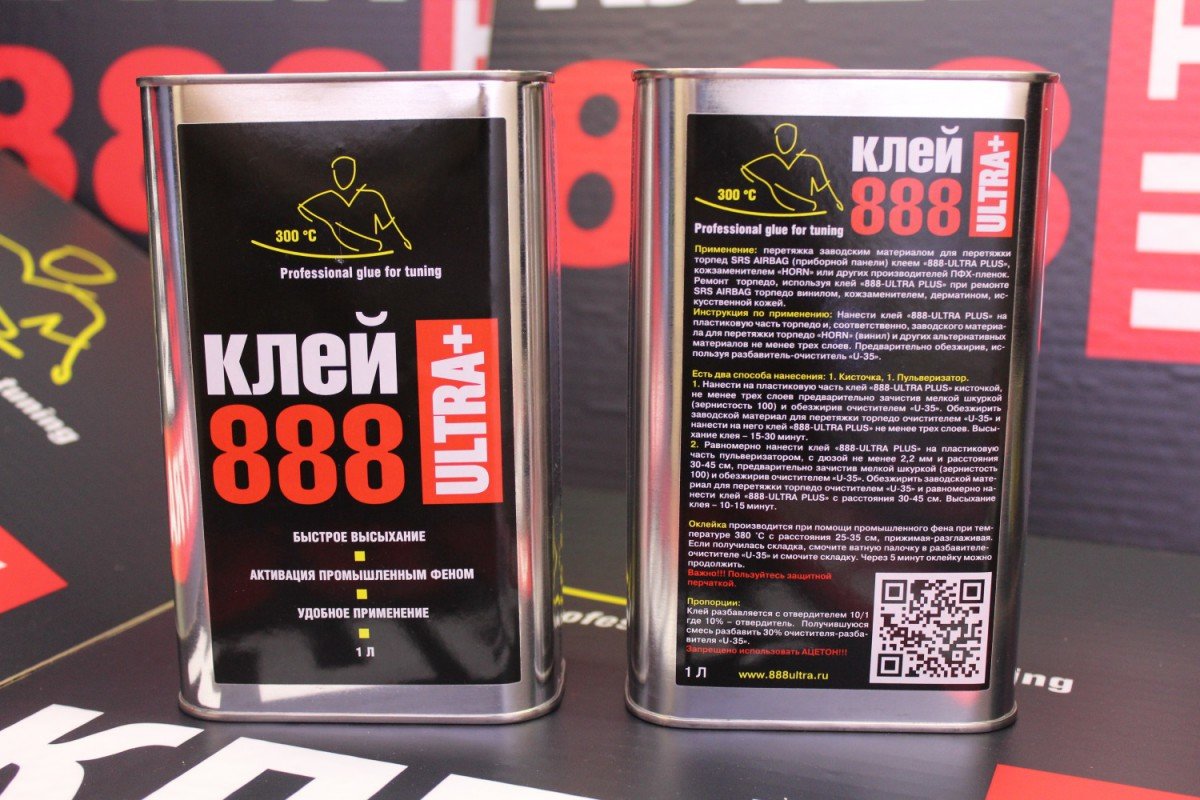 300 °C
Professional glue for tuning
клей
888
ULTRA+
БЫСТРОЕ ВЫСЫХАНИЕ
АКТИВАЦИЯ ПРОМЫШЛЕННЫМ ФЕНОМ
УДОБНОЕ ПРИМЕНЕНИЕ
1 Л
300 °C
Professional glue for tuning
клей
888
ULTRA+
Применение: перетяжка заводским материалом для перетяжки
торпед SRS AIRBAG (приборной панели) клеем «888-ULTRA PLUS»,
кожзаменителем «HORN» или других производителей ПФХ-пленок.
Ремонт торпедо, используя клей «888-ULTRA PLUS» при ремонте
SRS AIRBAG торпедо винилом, кожзаменителем, дерматином, ис-
кусственной кожей.
Инструкция по применению: Нанести клей «888-ULTRA PLUS» на
пластиковую часть торпедо и, соответственно, заводского материа-
ла для перетяжки торпедо «HORN» (винил) и других альтернативных
материалов не менее трех слоев. Предварительно обезжирив, ис-
пользуя разбавитель-очиститель «U-35».
Есть два способа нанесения: 1. Кисточка, 1. Пульверизатор.
1. Нанести на пластиковую часть клей «888-ULTRA PLUS» кисточкой,
не менее трех слоев предварительно зачистив мелкой шкуркой
(зернистость 100) и обезжирив очистителем «U-35». Обезжирить
заводской материал для перетяжки торпедо очистителем «U-35» и
нанести на него клей «888-ULTRA PLUS» не менее трех слоев. Высы-
хание клея – 15-30 минут.
2. Равномерно нанести клей «888-ULTRA PLUS» на пластиковую
часть пульверизатором, с дюзой не менее 2,2 мм и расстояния
30-45 см, предварительно зачистив мелкой шкуркой (зернистость
100) и обезжирив очистителем «U-35». Обезжирить заводской мате-
риал для перетяжки торпедо очистителем «U-35» и равномерно на-
нести клей «888-ULTRA PLUS» с расстояния 30-45 см. Высыхание
клея – 10-15 минут.
Оклейка производится при помощи промышленного фена при тем-
пературе 380 °С с расстояния 25-35 см, прижимая-разглаживая.
Если получилась складка, смочите ватную палочку в разбавителе-
очистителе «U-35» и смочите складку. Через 5 минут оклейку можно
продолжить.
Важно!!! Пользуйтесь защитной
перчаткой.
Пропорции:
Клей разбавляется с отвердителем 10/1
где 10% – отвердитель. Получившуюся
смесь разбавить 30% очистителя-разба-
вителя «U-35».
Запрещено использовать АЦЕТОН!!!
1 Л
www.888ultra.ru
888
88
tuning